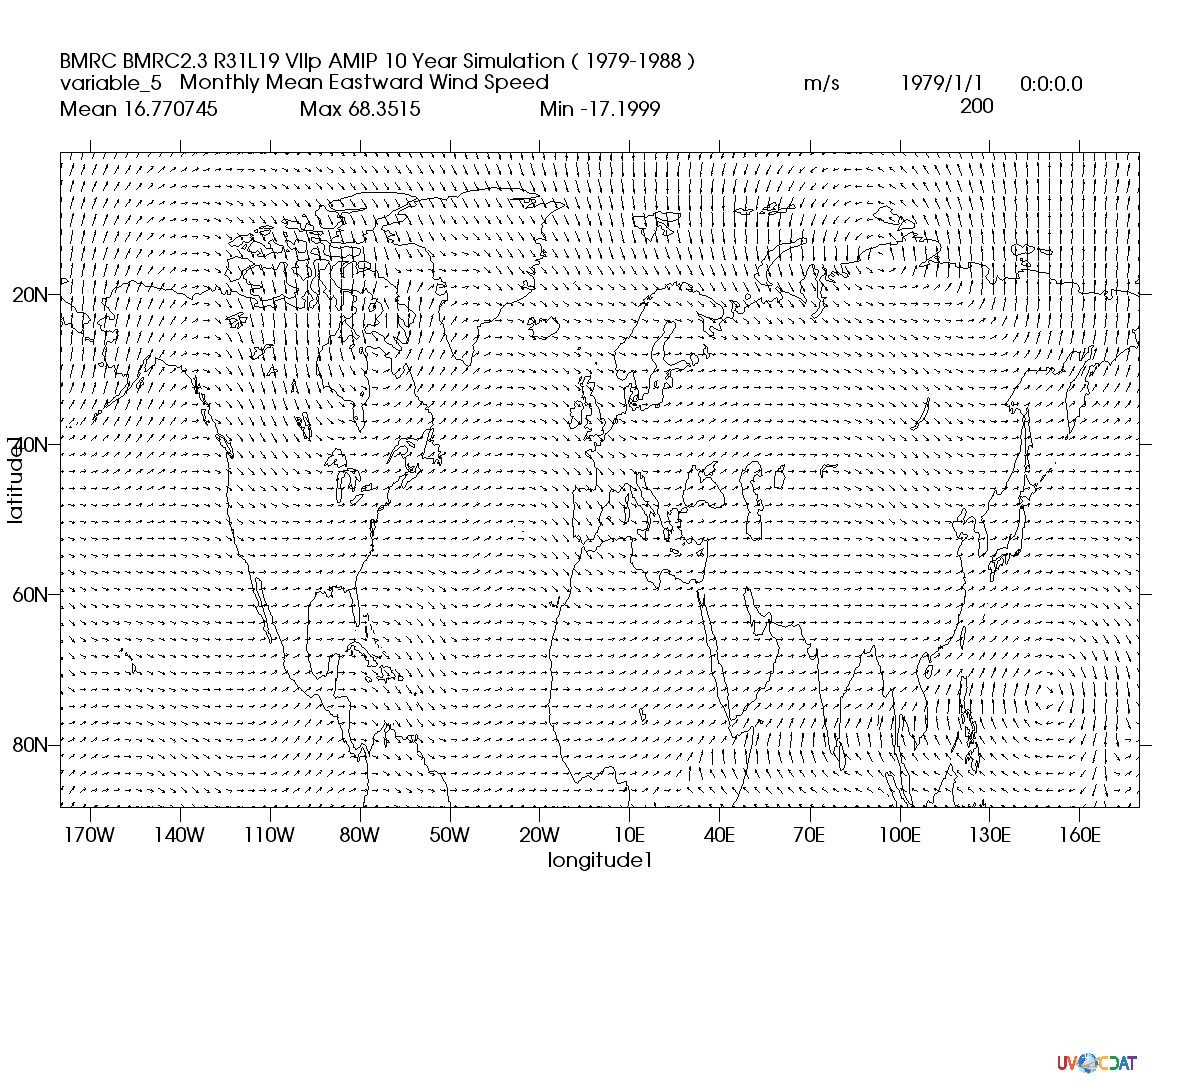 BMRC BMRC2.3 R31L19 VIIp AMIP 10 Year Simulation ( 1979-1988 )
variable_5 Monthly Mean Eastward Wind Speed m/s 1979/1/1 0:0:0.0
Mean 16.770745 Max 68.3515 Min -17.1999 200
20N
40N
60N
80N
latitude1
170W 140W 110W 80W 50W 20W 10E 40E 70E 100E 130E 160E
longitude1
UV CDAT